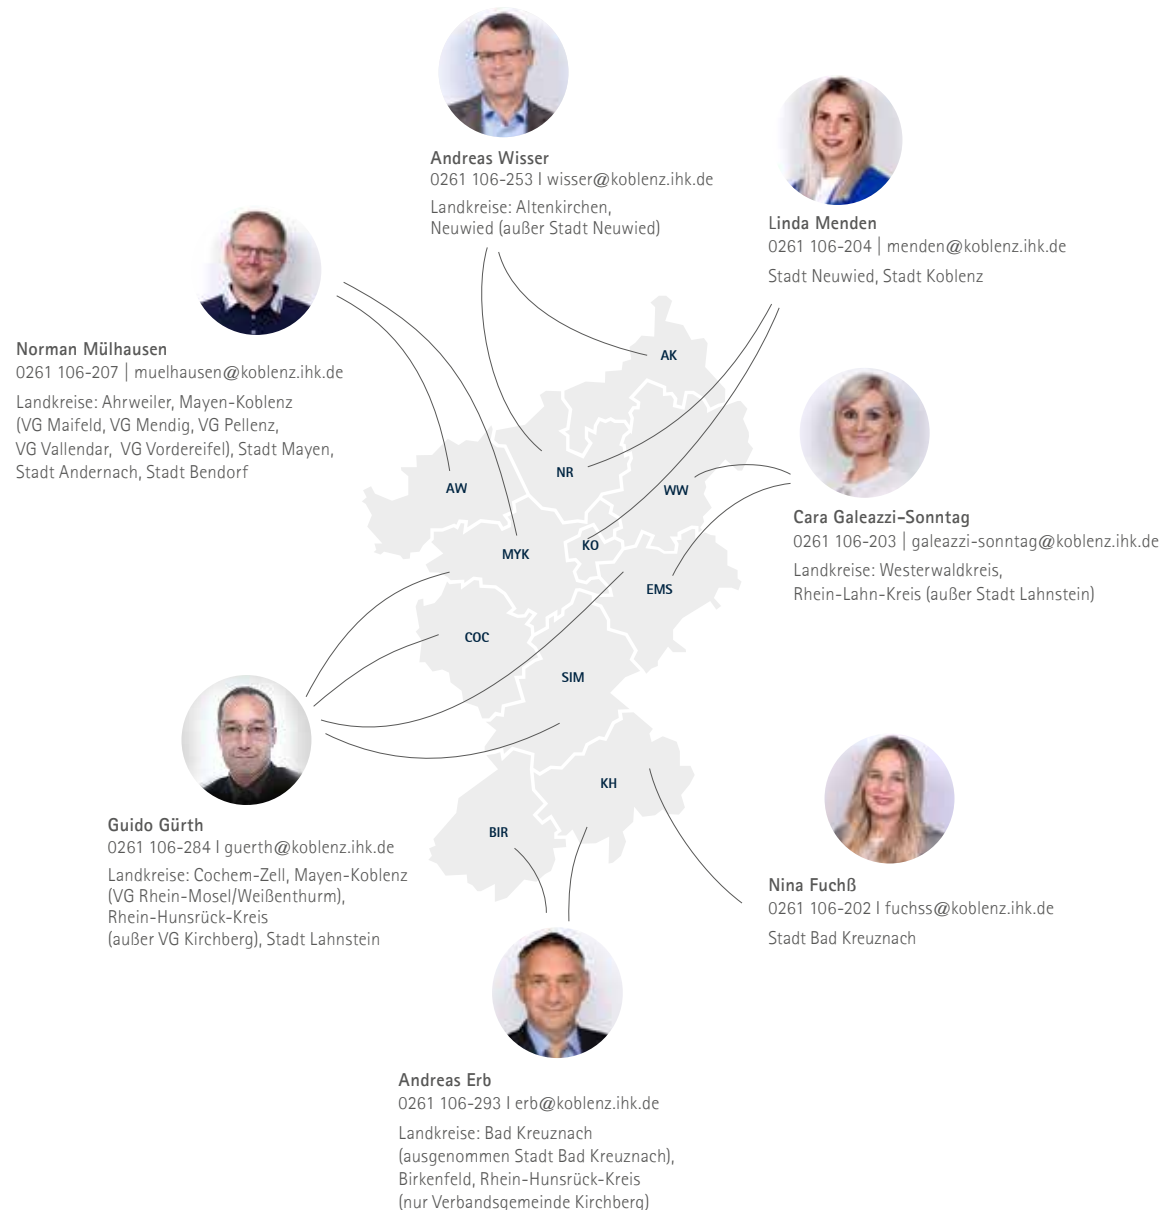 Andreas Wisser
0261 106-253 I wisser@koblenz.ihk.de
Landkreise: Altenkirchen,
Neuwied (außer Stadt Neuwied)
Linda Menden
0261 106-204 | menden@koblenz.ihk.de
Stadt Neuwied, Stadt Koblenz
Norman Mülhausen
0261 106-207 | muelhausen@koblenz.ihk.de
Landkreise: Ahrweiler, Mayen-Koblenz
(VG Maifeld, VG Mendig, VG Pellenz,
VG Vallendar, VG Vordereifel), Stadt Mayen,
Stadt Andernach, Stadt Bendorf
Cara Galeazzi-Sonntag
0261 106-203 | galeazzi-sonntag@koblenz.ihk.de
Landkreise: Westerwaldkreis,
Rhein-Lahn-Kreis (außer Stadt Lahnstein)
AK
NR
AW
WW
KO
MYK
EMS
COC
SIM
KH
BIR
Guido Gürth
0261 106-284 I guerth@koblenz.ihk.de
Landkreise: Cochem-Zell, Mayen-Koblenz
(VG Rhein-Mosel/Weißenthurm),
Rhein-Hunsrück-Kreis
(außer VG Kirchberg), Stadt Lahnstein
Nina Fuchß
0261 106-202 I fuchss@koblenz.ihk.de
Stadt Bad Kreuznach
Andreas Erb
0261 106-293 I erb@koblenz.ihk.de
Landkreise: Bad Kreuznach
(ausgenommen Stadt Bad Kreuznach),
Birkenfeld, Rhein-Hunsrück-Kreis
(nur Verbandsgemeinde Kirchberg)